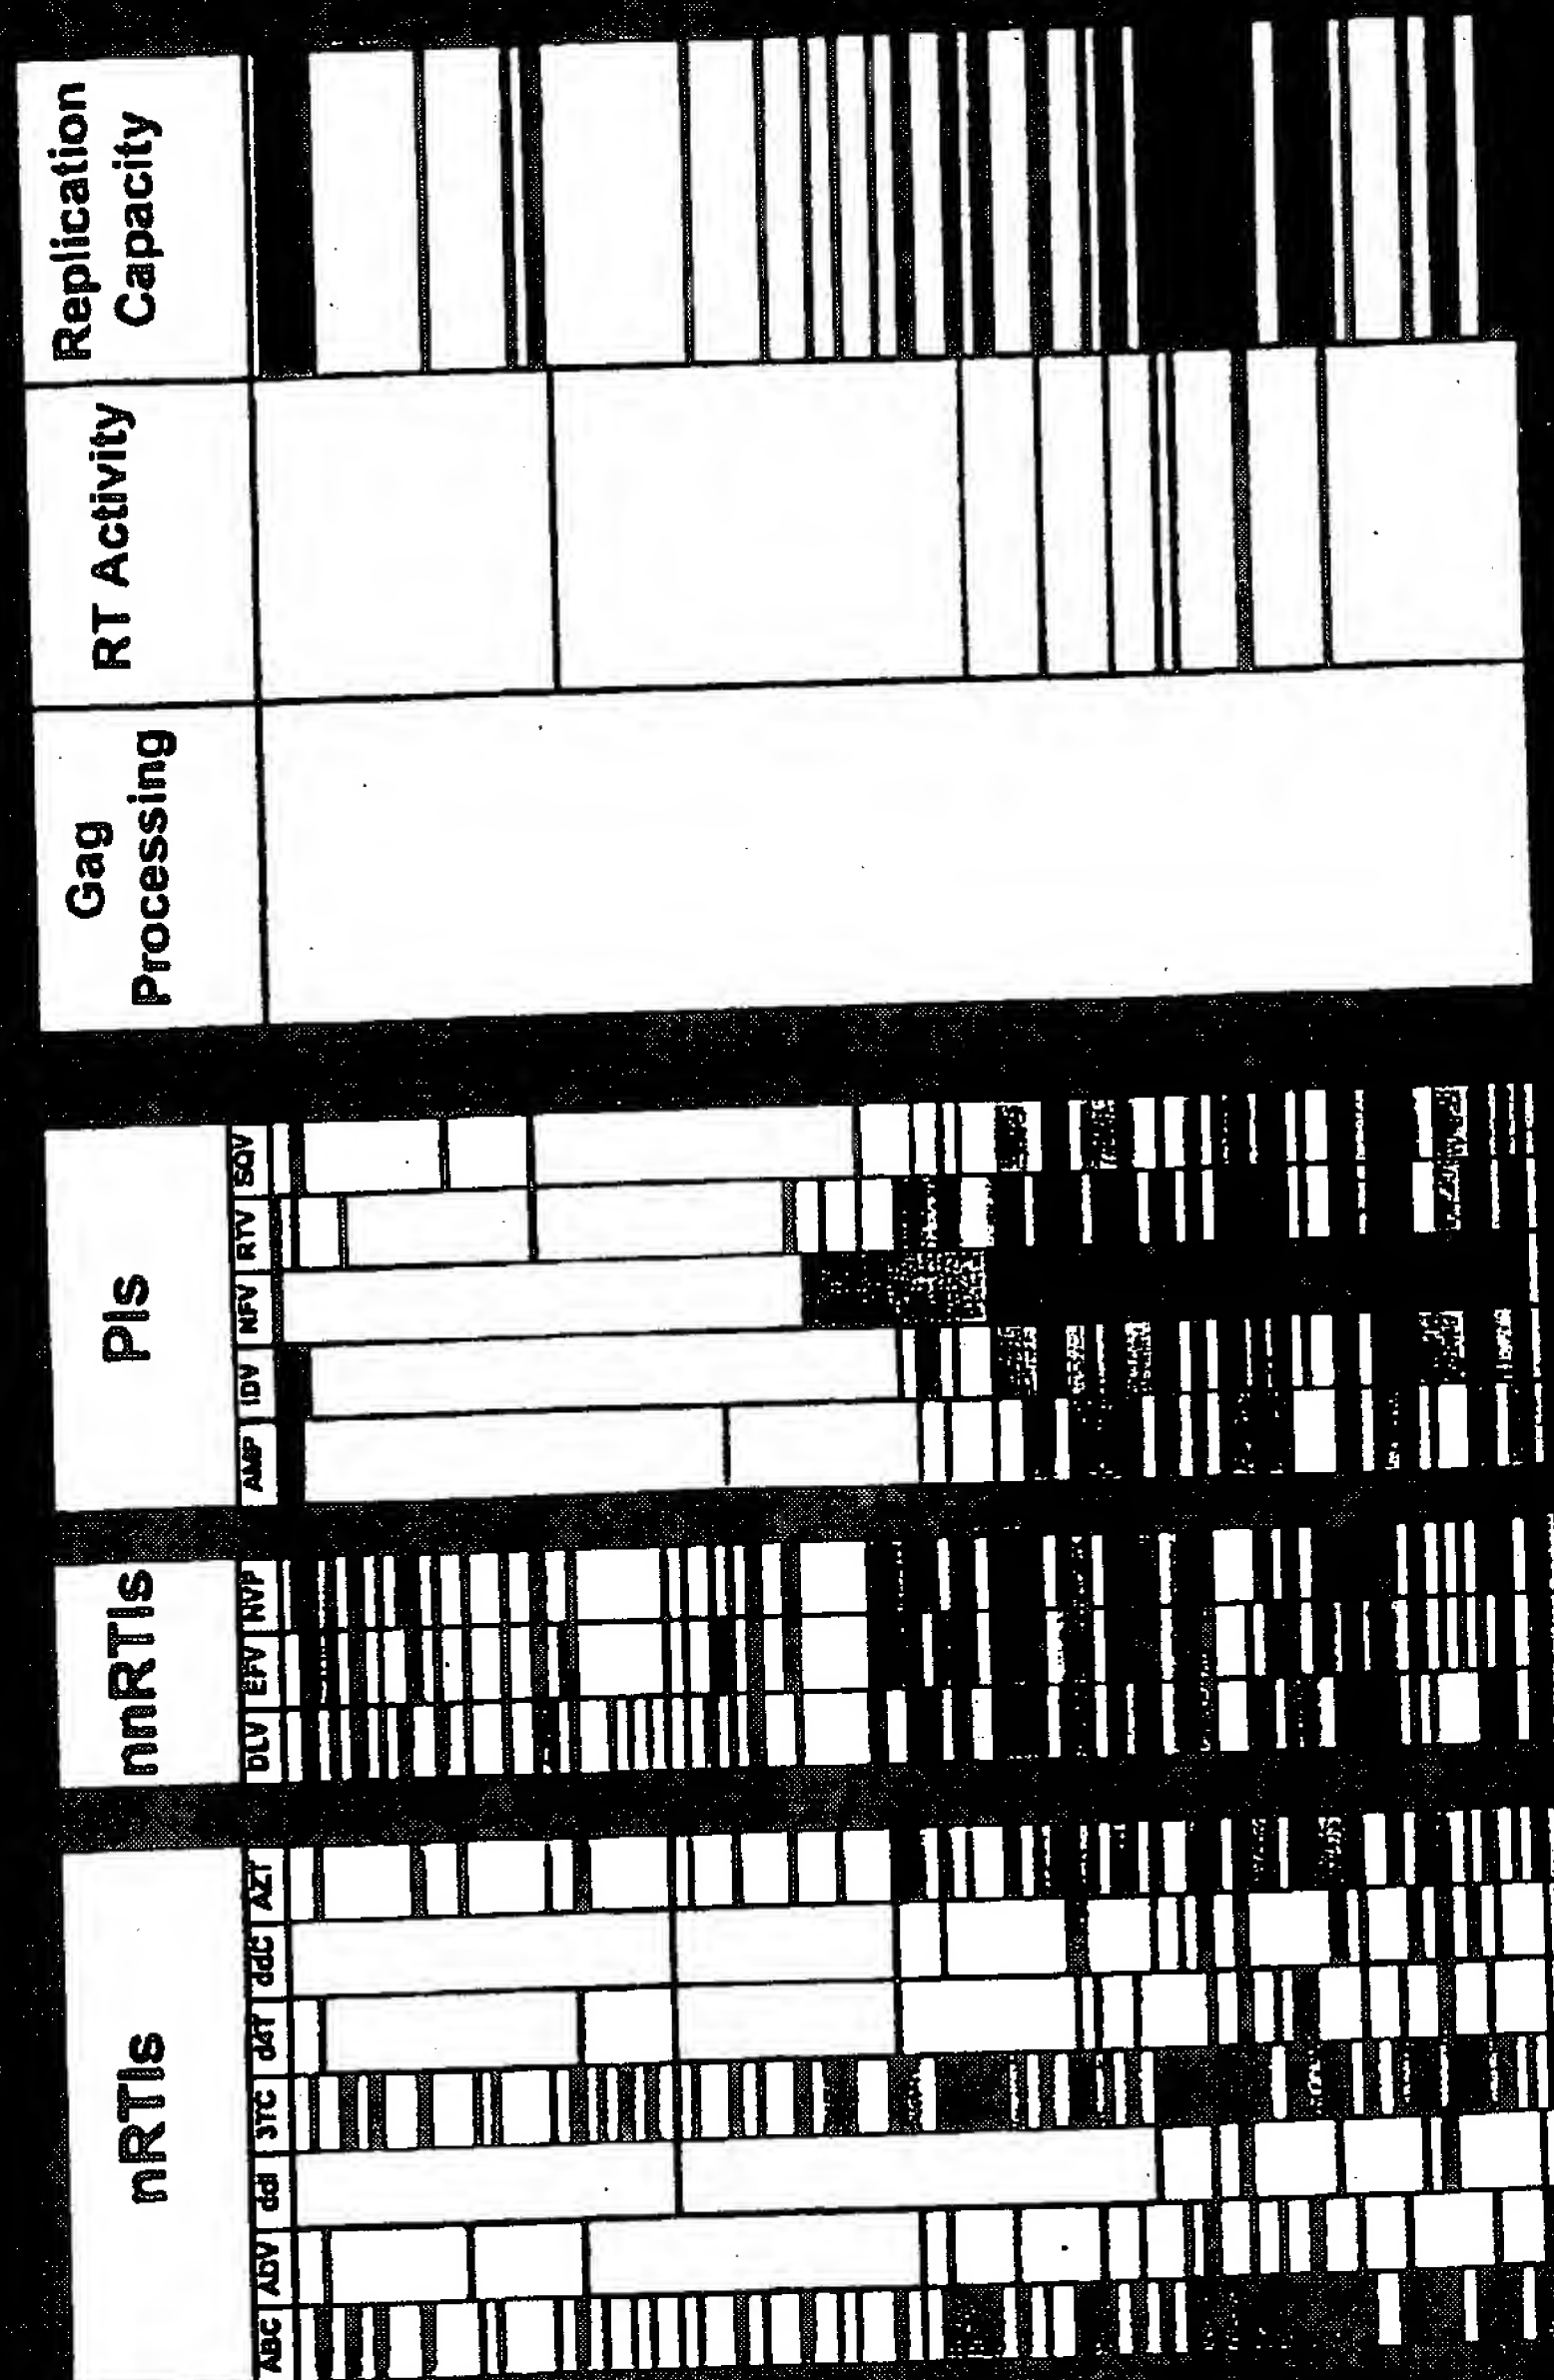 nRTIs
nnRTIs
PIs
Gag
Processing
RT Activity
Replication
Capacity
ABC
ADV
ddI
3TC
d4T
ddC
AZT
DLV
EFV
NVP
AMP
IDV
NFV
RTV
SQV